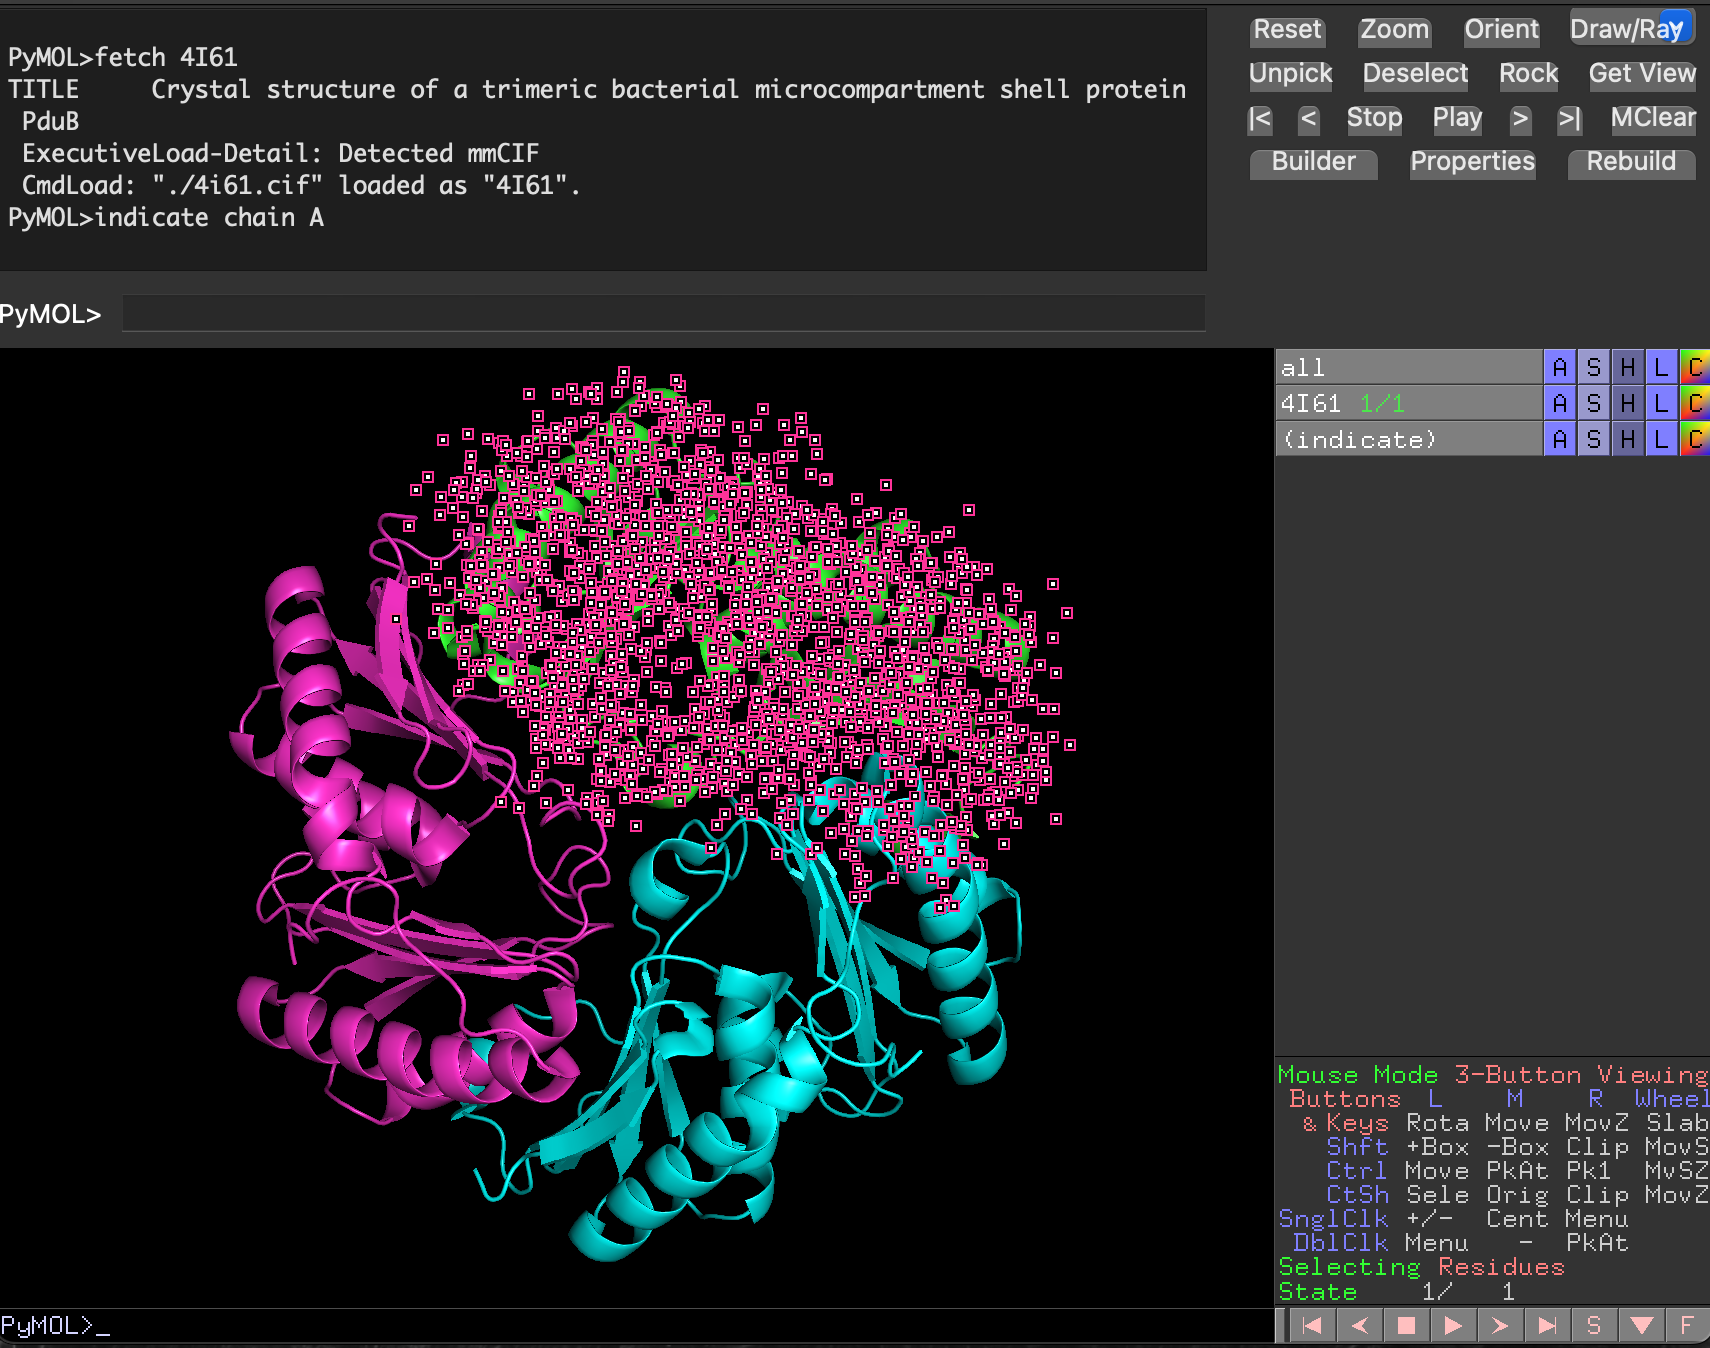 PyMOL>fetch 4I61
TITLE     Crystal structure of a trimeric bacterial microcompartment shell protein
PduB
ExecutiveLoad-Detail: Detected mmCIF
CmdLoad: "./4i61.cif" loaded as "4I61".
PyMOL>indicate chain A
Reset Zoom Orient Draw/Ray
Unpick Deselect Rock Get View
|< < Stop Play > >| MClear
Builder Properties Rebuild
PyMOL>
all A S H L C
4I61 1/1 A S H L C
(indicate) A S H L C
Mouse Mode 3-Button Viewing
Buttons L M R Wheel
& Keys Rota Move MovZ Slab
Shft +Box -Box Clip MovS
Ctrl Move PkAt Pk1 MvSZ
CtSh Sele Orig Clip MovZ
SnglClk +/- Cent Menu
DblClk Menu - PkAt
Selecting Residues
State 1/ 1
PyMOL>_
S F